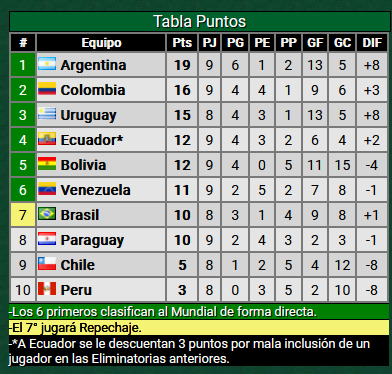 Tabla Puntos
# Equipo Pts PJ PG PE PP GF GC DIF
1 Argentina 19 9 6 1 2 13 5 +8
2 Colombia 16 9 4 4 1 9 6 +3
3 Uruguay 15 8 4 3 1 13 5 +8
4 Ecuador* 12 9 4 3 2 6 4 +2
5 Bolivia 12 9 4 0 5 11 15 -4
6 Venezuela 11 9 2 5 2 7 8 -1
7 Brasil 10 8 3 1 4 9 8 +1
8 Paraguay 10 9 2 4 3 2 3 -1
9 Chile 5 8 1 2 5 4 12 -8
10 Peru 3 8 0 3 5 2 10 -8
-Los 6 primeros clasifican al Mundial de forma directa.
-El 7° jugará Repechaje.
-*A Ecuador se le descuentan 3 puntos por mala inclusión de un
jugador en las Eliminatorias anteriores.